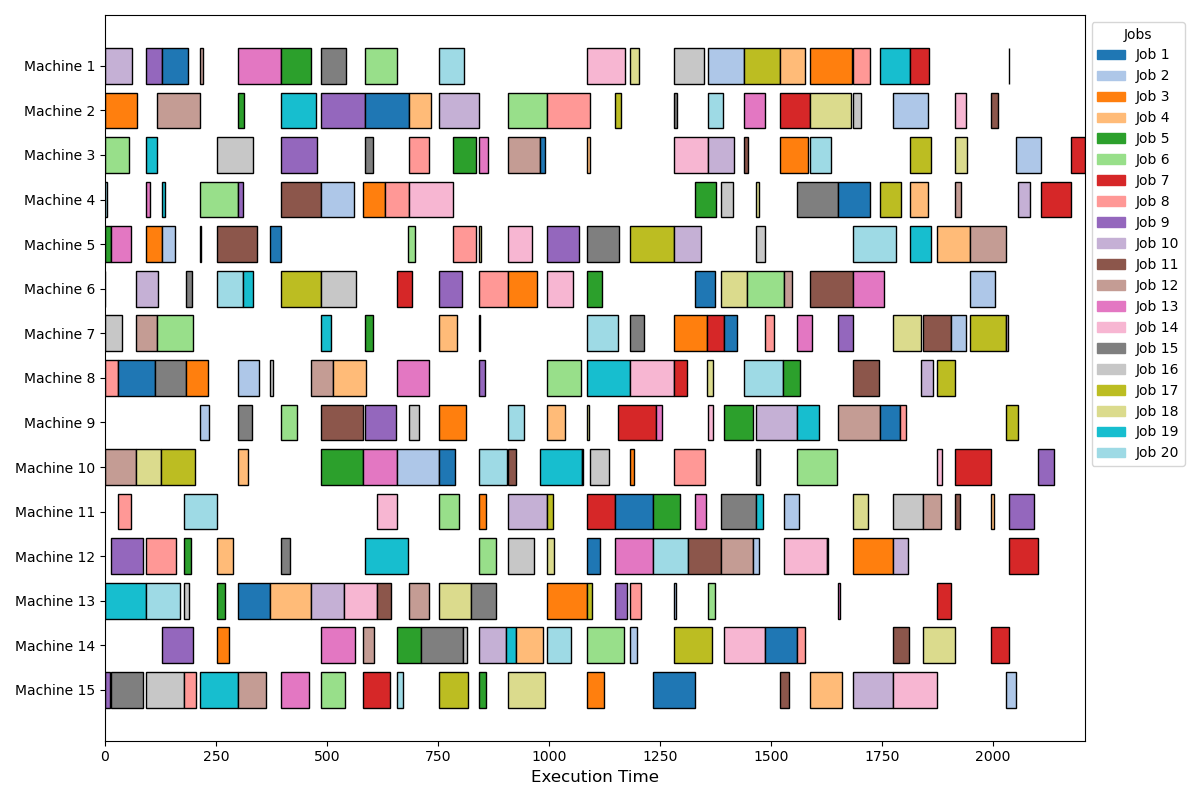 Machine 1
Machine 2
Machine 3
Machine 4
Machine 5
Machine 6
Machine 7
Machine 8
Machine 9
Machine 10
Machine 11
Machine 12
Machine 13
Machine 14
Machine 15
0 250 500 750 1000 1250 1500 1750 2000
Execution Time
Jobs
Job 1
Job 2
Job 3
Job 4
Job 5
Job 6
Job 7
Job 8
Job 9
Job 10
Job 11
Job 12
Job 13
Job 14
Job 15
Job 16
Job 17
Job 18
Job 19
Job 20